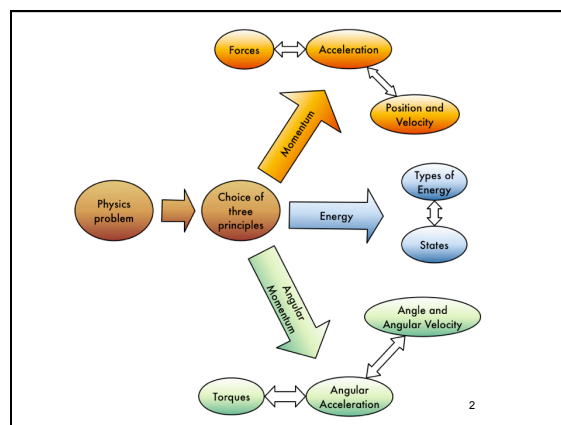 Forces
Acceleration
Position and
Velocity
Momentum
Physics
problem
Choice of
three
principles
Energy
Types of
Energy
States
Angular
Momentum
Angle and
Angular Velocity
Torques
Angular
Acceleration
2